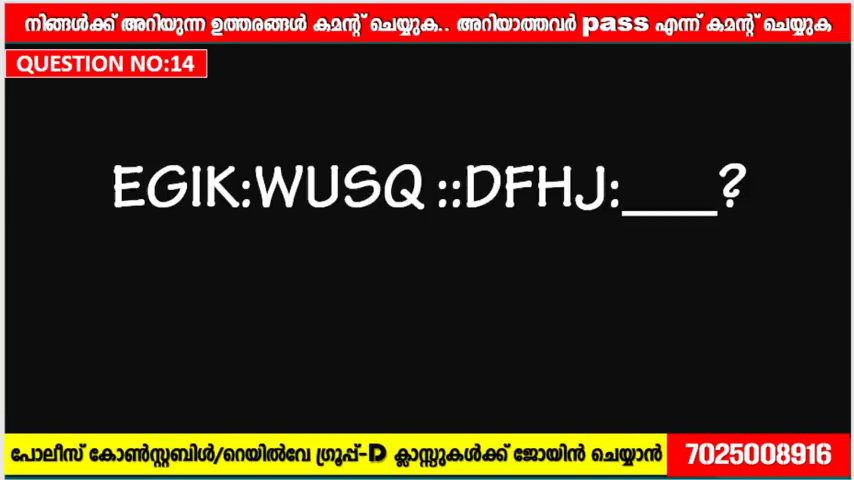 നിങ്ങൾക്ക് അറിയുന്ന ഉത്തരങ്ങൾ കമന്റ് ചെയ്യുക.. അറിയാത്തവർ pass എന്ന് കമന്റ് ചെയ്യുക
QUESTION NO:14
EGIK:WUSQ ::DFHJ:____?
പോലീസ് കോൺസ്റ്റബിൾ/റെയിൽവേ ഗ്രൂപ്പ്-D ക്ലാസ്സുകൾക്ക് ജോയിൻ ചെയ്യാൻ 7025008916